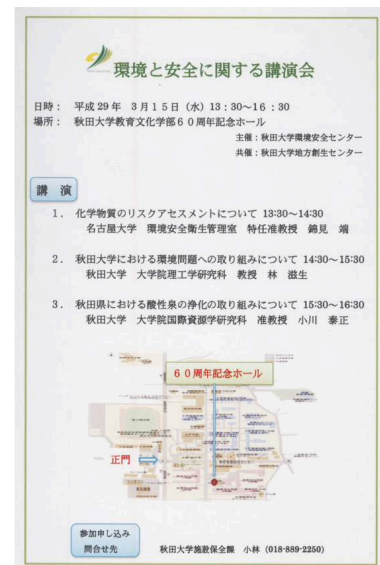 環境と安全に関する講演会
日時： 平成29年 3月15日（水）13：30～16：30
場所： 秋田大学教育文化学部60周年記念ホール
主催：秋田大学環境安全センター
共催：秋田大学地方創生センター
講 演
1． 化学物質のリスクアセスメントについて 13:30～14:30
名古屋大学 環境安全衛生管理室 特任准教授 錦見 端
2． 秋田大学における環境問題への取り組みについて 14:30～15:30
秋田大学 大学院理工学研究科 教授 林 滋生
3． 秋田県における酸性泉の浄化の取り組みについて 15:30～16:30
秋田大学 大学院国際資源学研究科 准教授 小川 泰正
60周年記念ホール
正門
参加申し込み
問合せ先
秋田大学施設保全課 小林（018-889-2250）